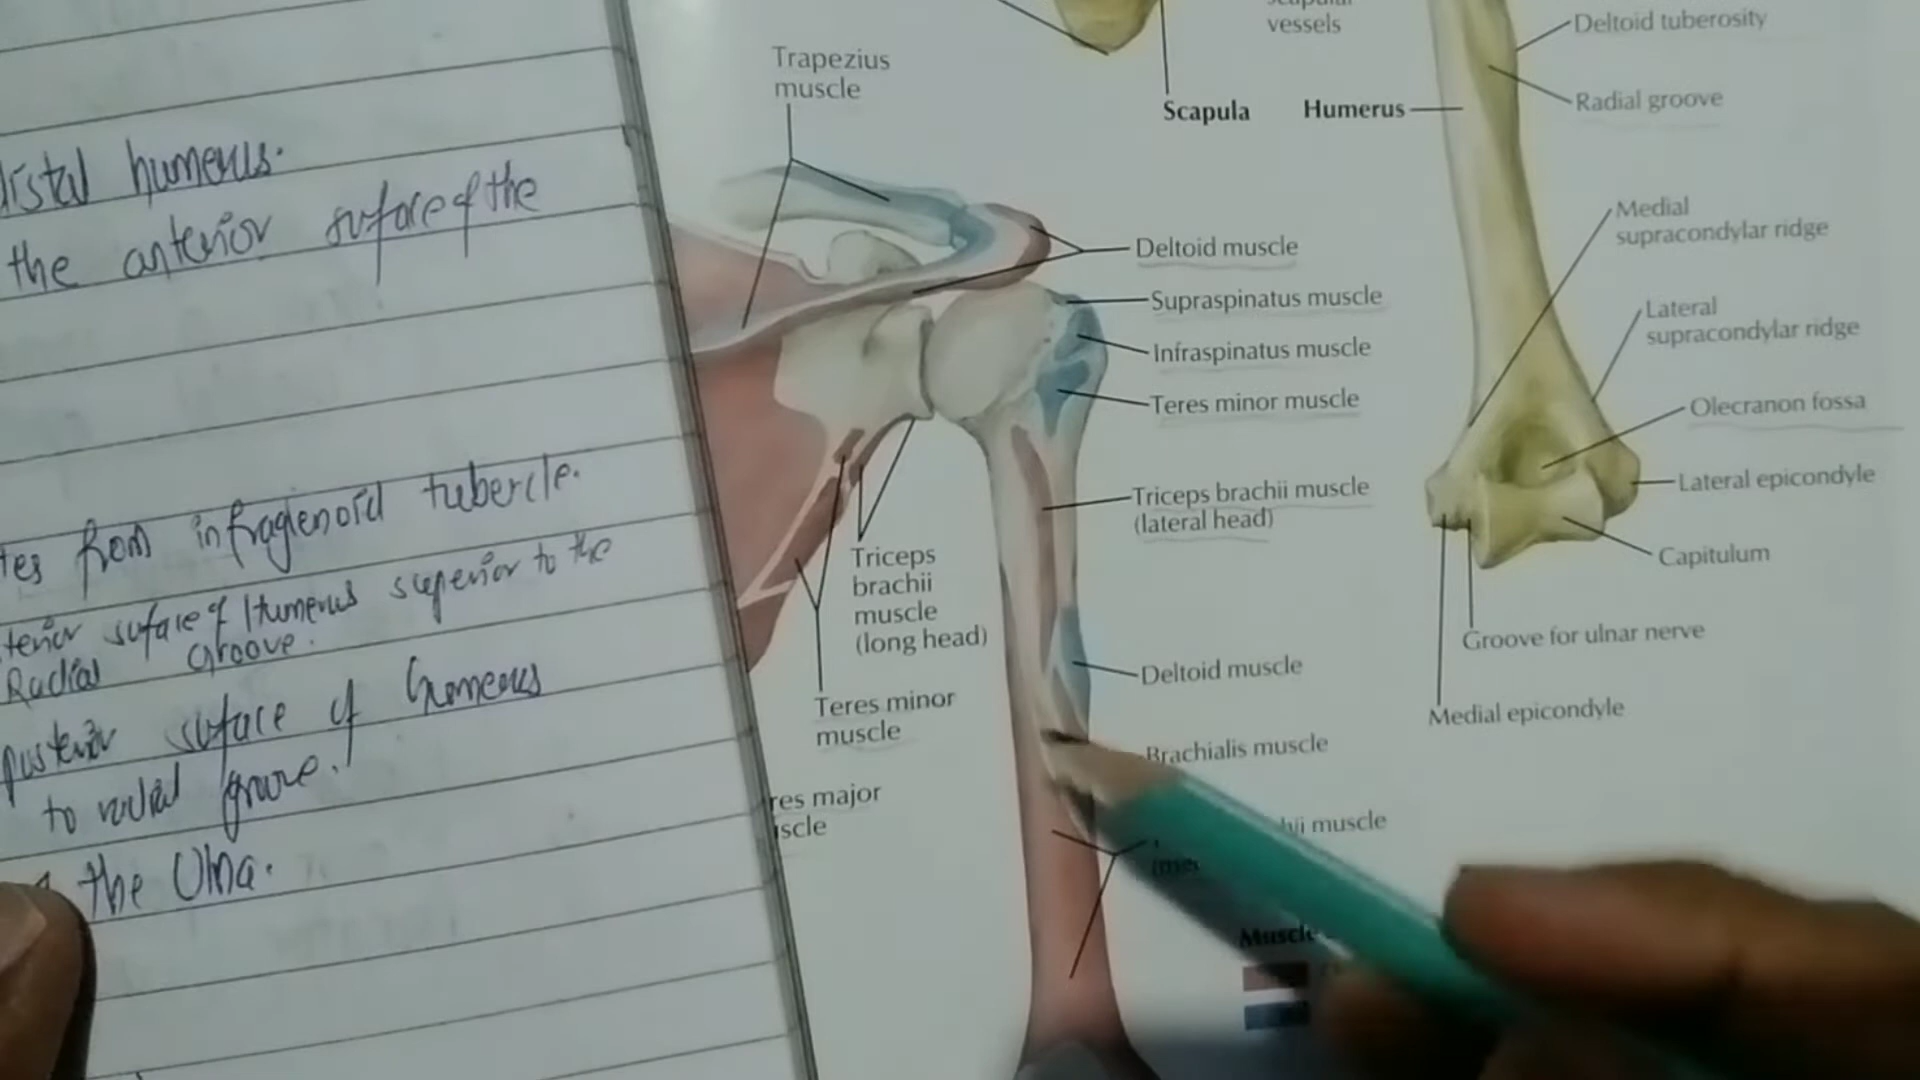 distal humerus.
the anterior surface of the
from infraglenoid tubercle.
surface of Humerus superior to the
Radial Groove.
posterior surface of humerus
to radial groove.
the Ulna.
vessels
Trapezius
muscle
Scapula
Humerus
Deltoid tuberosity
Radial groove
Medial
supracondylar ridge
Lateral
supracondylar ridge
Olecranon fossa
Lateral epicondyle
Capitulum
Groove for ulnar nerve
Medial epicondyle
Deltoid muscle
Supraspinatus muscle
Infraspinatus muscle
Teres minor muscle
Triceps brachii muscle
(lateral head)
Triceps
brachii
muscle
(long head)
Teres minor
muscle
Deltoid muscle
Brachialis muscle
res major
scle
muscle
Muscle